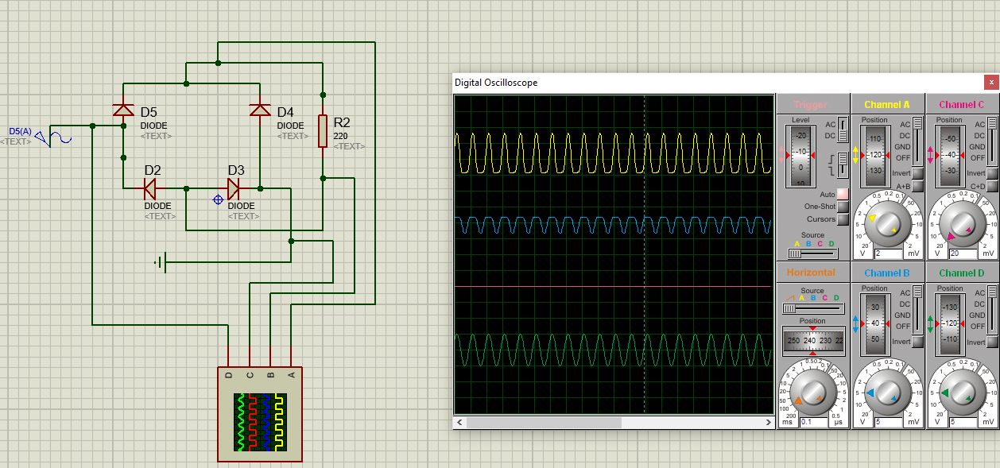 D5
DIODE
<TEXT>
D4
DIODE
<TEXT>
R2
220
<TEXT>
D5(A)
<TEXT>
D2
DIODE
<TEXT>
D3
DIODE
<TEXT>
D
C
B
A
Digital Oscilloscope
x
Trigger
Level
AC
DC
-20
-10
0
10
Auto
One-Shot
Cursors
Source
A B C D
Channel A
Position
110
-120
-130
AC
DC
GND
OFF
Invert
A+B
V
2
mV
Channel C
Position
-50
-40
-30
AC
DC
GND
OFF
Invert
C+D
V
20
mV
Horizontal
Source
A B C D
Position
250 240 230 22
ms
0.1
µs
Channel B
Position
30
40
50
AC
DC
GND
OFF
Invert
V
5
mV
Channel D
Position
-130
-120
-110
AC
DC
GND
OFF
Invert
V
5
mV